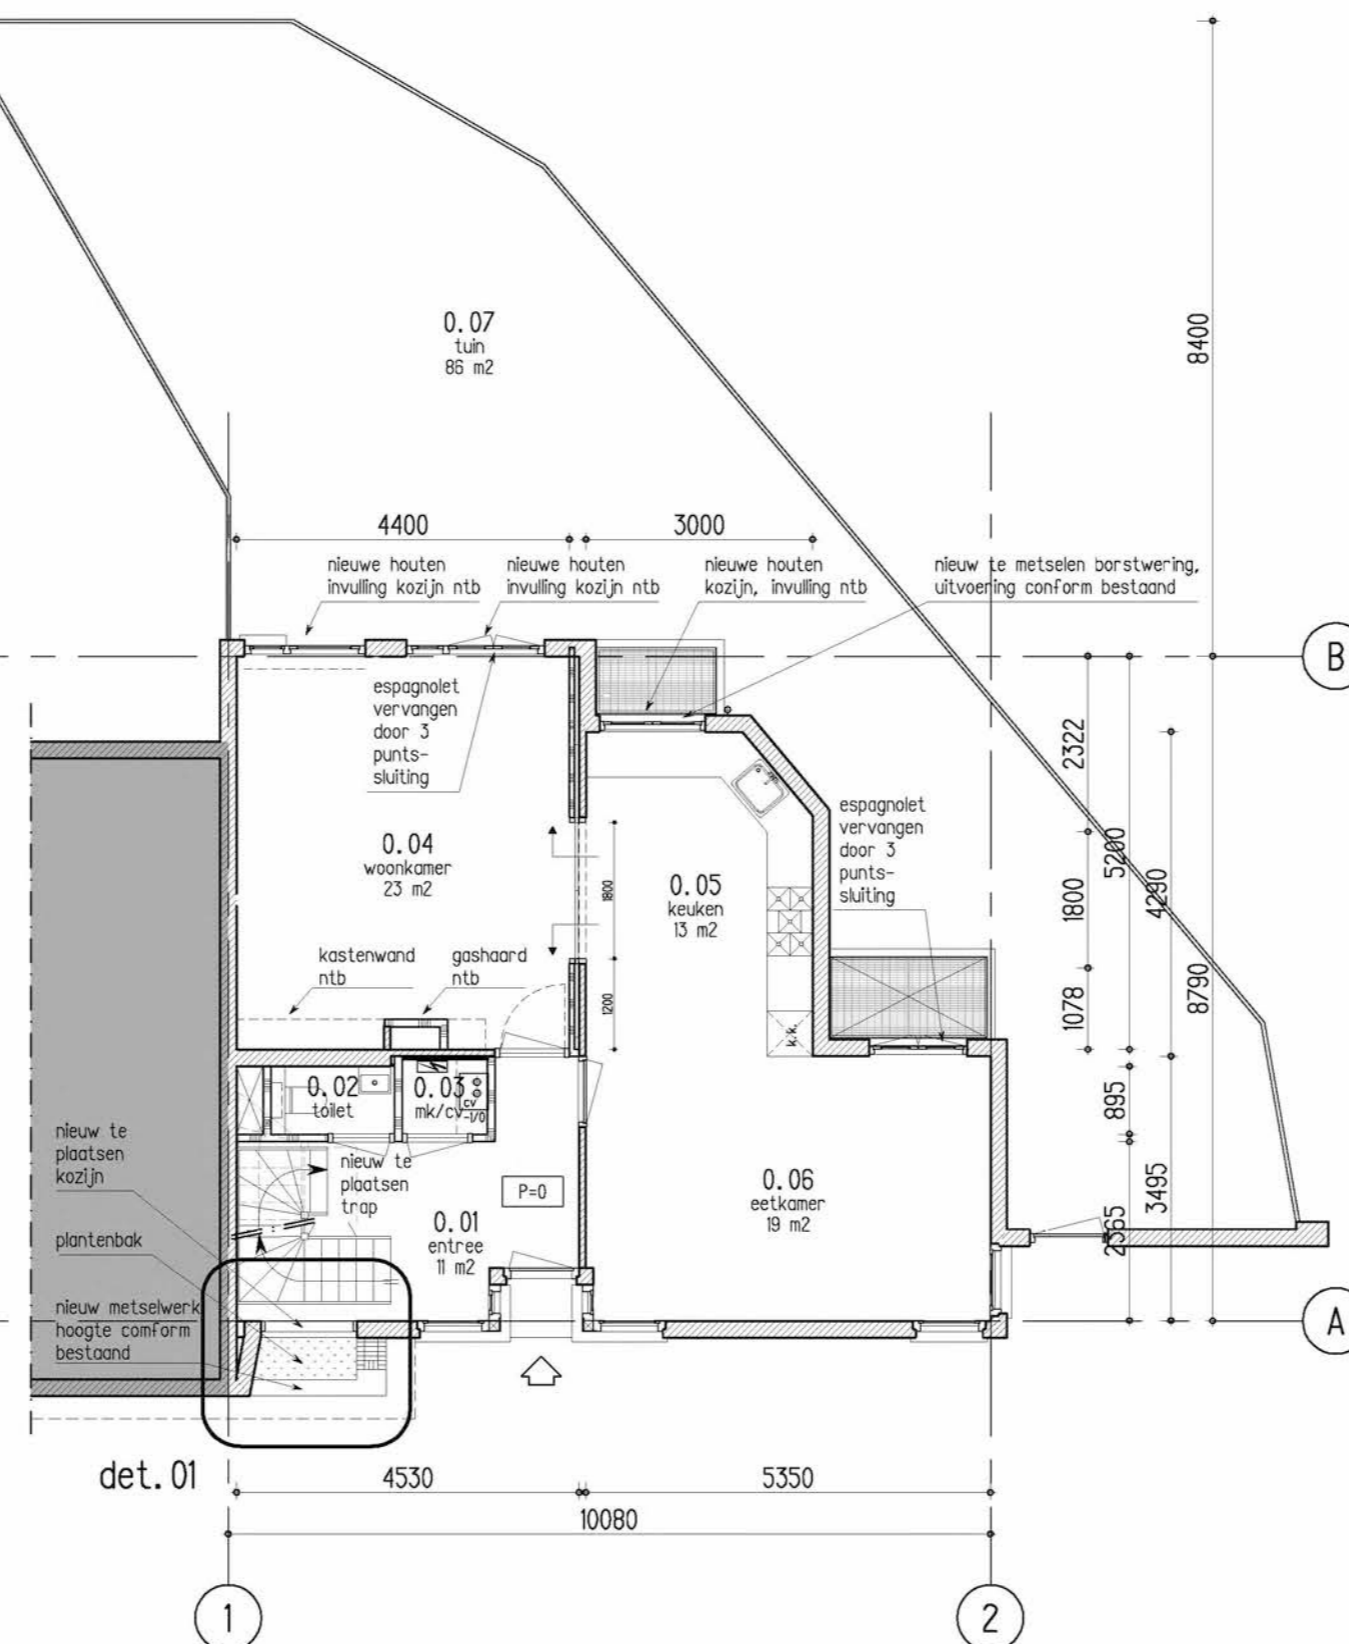 8400
0.07
tuin
86 m2
4400
3000
nieuwe houten
invulling kozijn ntb
nieuwe houten
invulling kozijn ntb
nieuwe houten
kozijn, invulling ntb
nieuw te metselen borstwering,
uitvoering conform bestaand
B
espagnolet
vervangen
door 3
punts-
sluiting
2322
5200
4290
1800
1078
8790
espagnolet
vervangen
door 3
punts-
sluiting
0.04
woonkamer
23 m2
1800
0.05
keuken
13 m2
kastenwand
ntb
gashaard
ntb
1200
k.k.
0.02
toilet
0.03
mk/cv
cv
-1/0
895
3495
2565
nieuw te
plaatsen
kozijn
nieuw te
plaatsen
trap
P=0
0.06
eetkamer
19 m2
0.01
entree
11 m2
plantenbak
nieuw metselwerk
hoogte comform
bestaand
A
det. 01
4530
5350
10080
1
2